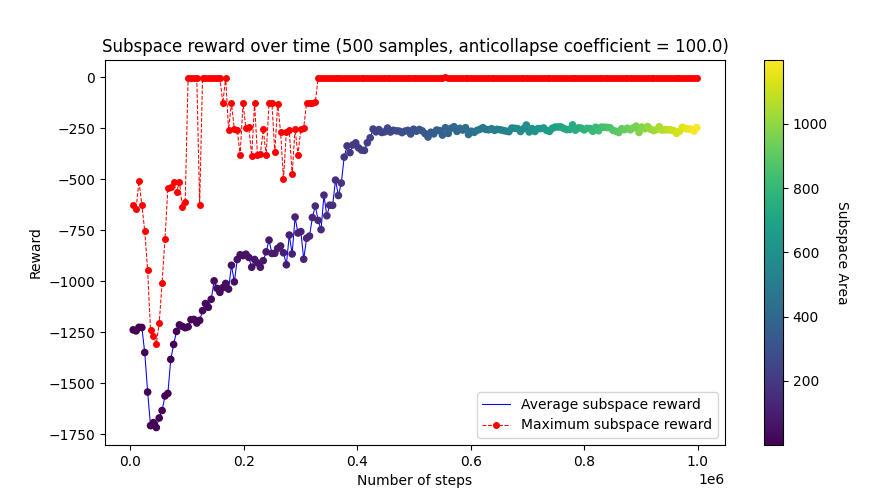 Subspace reward over time (500 samples, anticollapse coefficient = 100.0)
0
−250
−500
−750
−1000
−1250
−1500
−1750
Reward
0.0
0.2
0.4
0.6
0.8
1.0
1e6
Number of steps
Average subspace reward
Maximum subspace reward
1000
800
600
400
200
Subspace Area